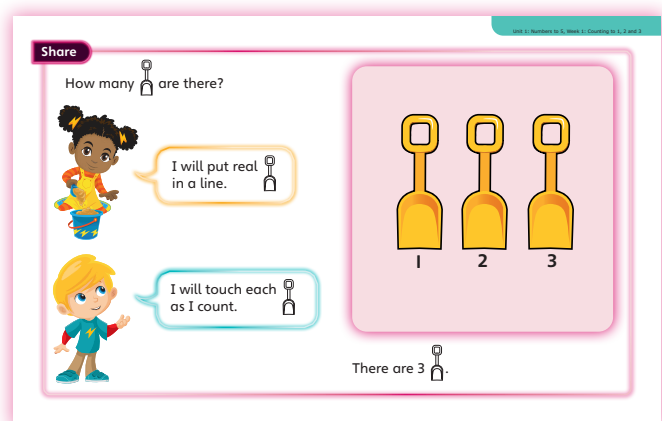 Unit 1: Numbers to 5, Week 1: Counting to 1, 2 and 3
Share
How many are there?
I will put real
in a line.
I will touch each
as I count.
1 2 3
There are 3 .